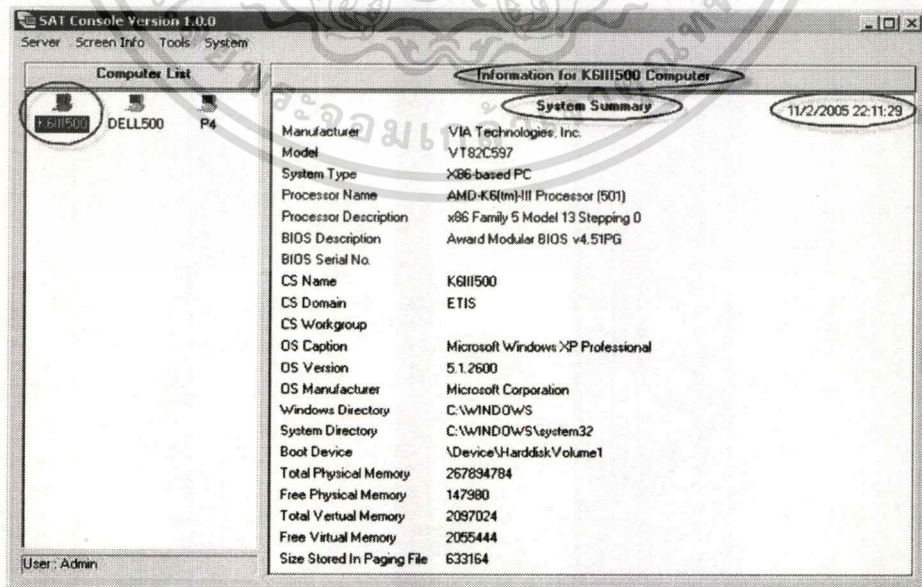 SAT Console Version 1.0.0
Server Screen Info Tools System
Computer List
K6III500 DELL500 P4
Information for K6III500 Computer
System Summary 11/2/2005 22:11:29
Manufacturer VIA Technologies, Inc.
Model VT82C597
System Type X86-based PC
Processor Name AMD-K6(tm)-III Processor (501)
Processor Description x86 Family 5 Model 13 Stepping 0
BIOS Description Award Modular BIOS v4.51PG
BIOS Serial No.
CS Name K6III500
CS Domain ETIS
CS Workgroup
OS Caption Microsoft Windows XP Professional
OS Version 5.1.2600
OS Manufacturer Microsoft Corporation
Windows Directory C:\WINDOWS
System Directory C:\WINDOWS\system32
Boot Device \Device\HarddiskVolume1
Total Physical Memory 267894784
Free Physical Memory 147980
Total Vertual Memory 2097024
Free Virtual Memory 2055444
Size Stored In Paging File 633164
User : Admin